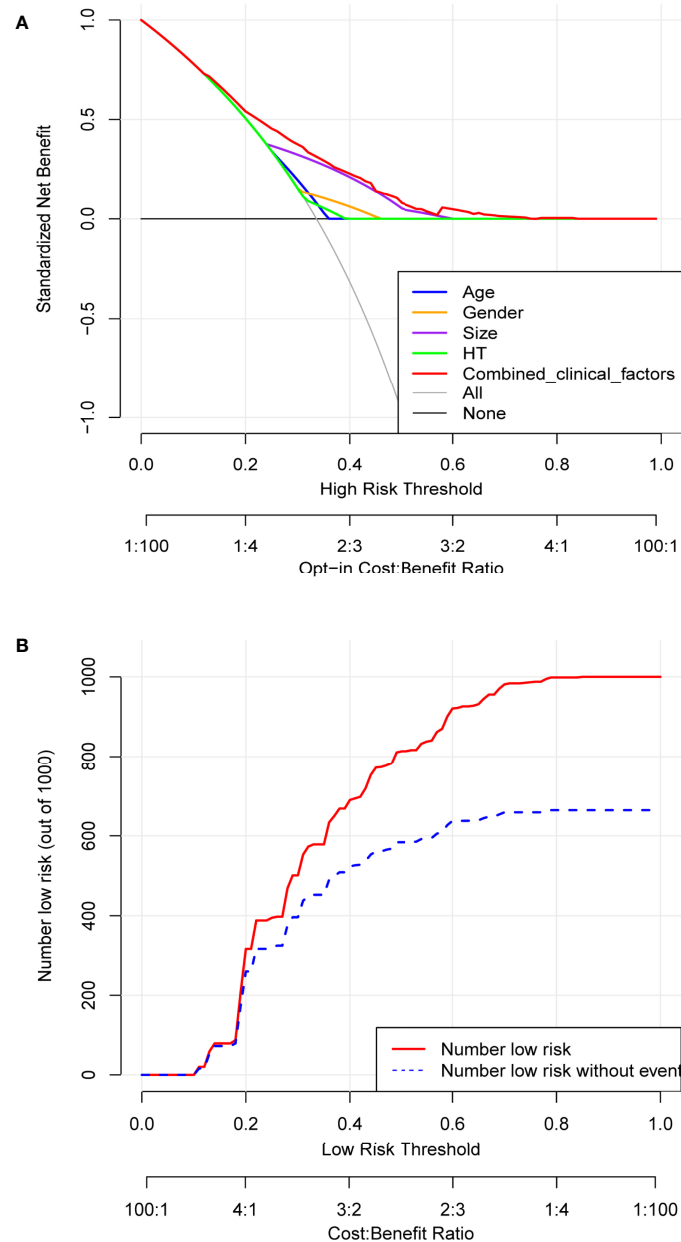 A
1.0
0.5
0.0
−0.5
−1.0
Standardized Net Benefit
Age
Gender
Size
HT
Combined_clinical_factors
All
None
0.0 0.2 0.4 0.6 0.8 1.0
High Risk Threshold
1:100 1:4 2:3 3:2 4:1 100:1
Opt−in Cost:Benefit Ratio
B
1000
800
600
400
200
0
Number low risk (out of 1000)
Number low risk
Number low risk without event
0.0 0.2 0.4 0.6 0.8 1.0
Low Risk Threshold
100:1 4:1 3:2 2:3 1:4 1:100
Cost:Benefit Ratio